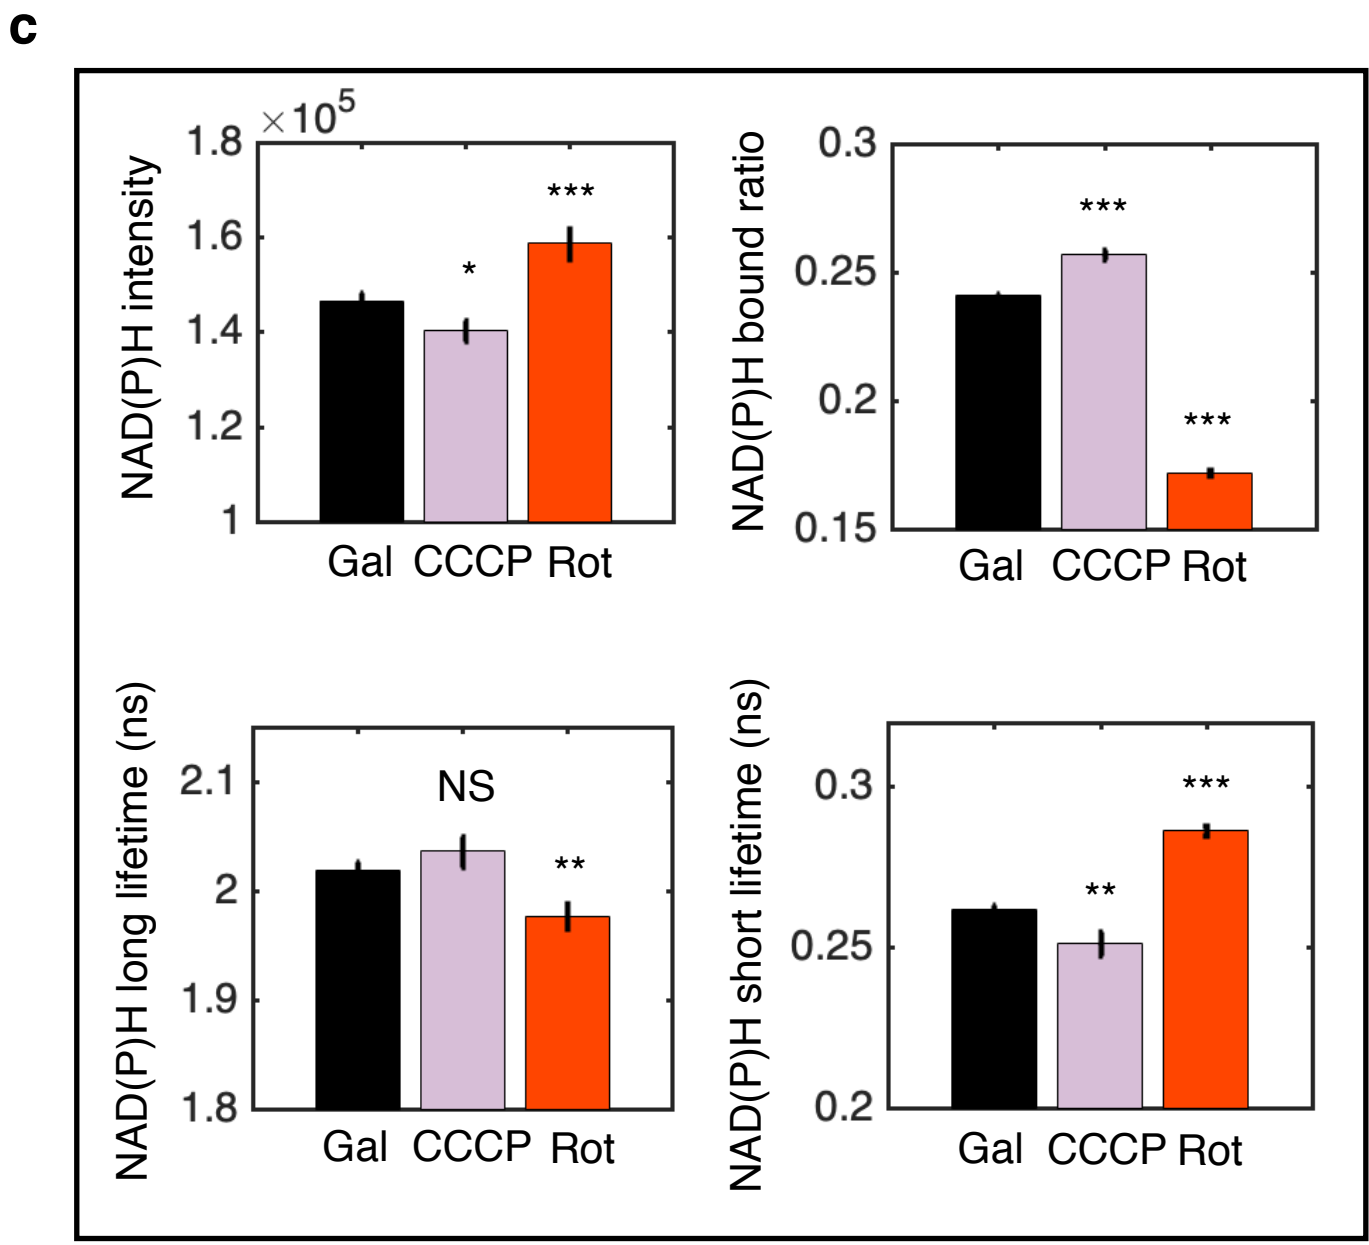 c
×10^5
NAD(P)H intensity
1.8
1.6
1.4
1.2
1
***
*
Gal CCCP Rot
NAD(P)H bound ratio
0.3
0.25
0.2
0.15
***
***
Gal CCCP Rot
NAD(P)H long lifetime (ns)
2.1
2
1.9
1.8
NS
**
Gal CCCP Rot
NAD(P)H short lifetime (ns)
0.3
0.25
0.2
***
**
Gal CCCP Rot